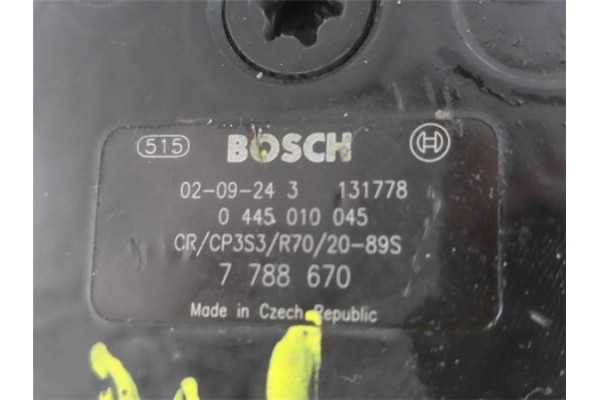 515 BOSCH
02-09-24 3 131778
0 445 010 045
CR/CP3S3/R70/20-89S
7 788 670
Made in Czech Republic